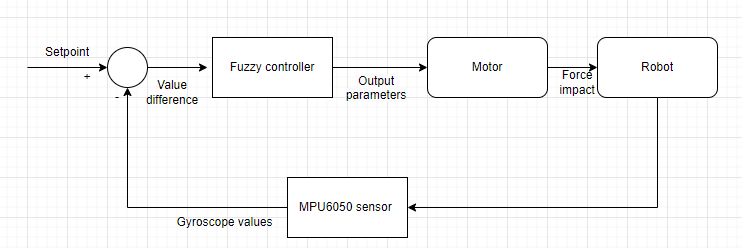 Setpoint
+
-
Value
difference
Fuzzy controller
Output
parameters
Motor
Force
impact
Robot
MPU6050 sensor
Gyroscope values